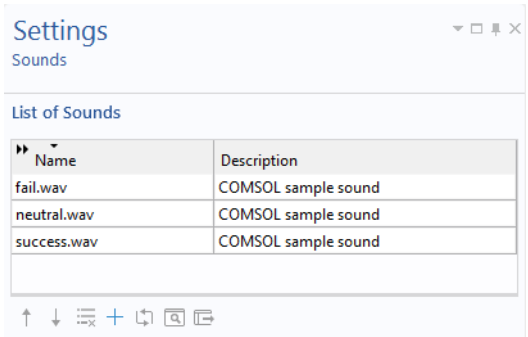 Settings
Sounds
List of Sounds
Name Description
fail.wav COMSOL sample sound
neutral.wav COMSOL sample sound
success.wav COMSOL sample sound